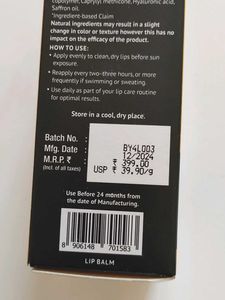 copolymer, Caprylyl methicone, Hyaluronic acid,
Saffron oil.
*Ingredient-based Claim
Natural ingredients may result in a slight
change in color or texture however this has no
impact on the efficacy of the product.
HOW TO USE:
• Apply evenly to clean, dry lips before sun
exposure.
• Reapply every two-three hours, or more
frequently if swimming or sweating.
• Use daily as part of your lip care routine
for optimal results.
Store in a cool, dry place.
Batch No. : BY4L003
Mfg. Date : 12/2024
M.R.P. ₹ : ₹ 399.00
(Incl. of all taxes) USP ₹ 39.90/g
Use Before 24 months from
the date of Manufacturing.
8 906148 701583
LIP BALM